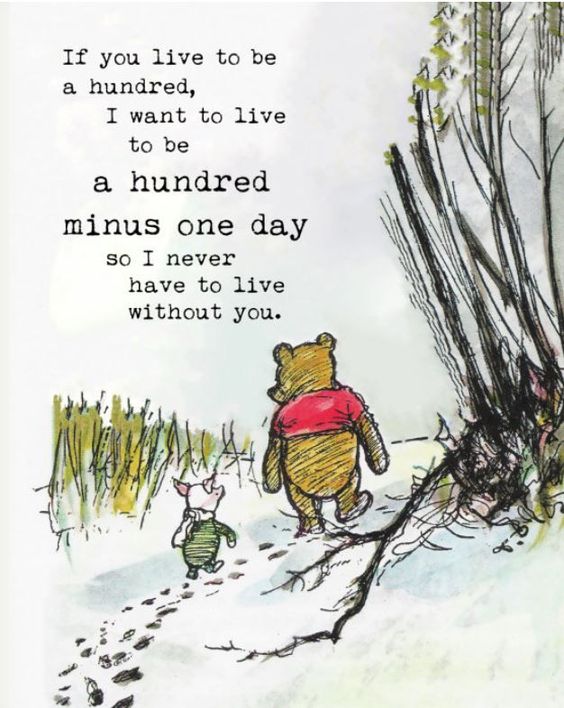 If you live to be
a hundred,
I want to live
to be
a hundred
minus one day
so I never
have to live
without you.